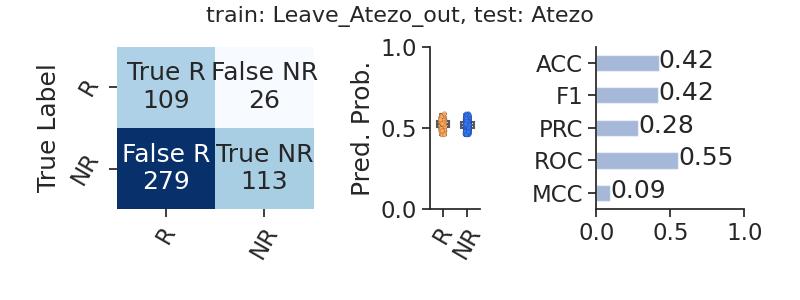 train: Leave_Atezo_out, test: Atezo
True Label
R
NR
True R
109
False NR
26
False R
279
True NR
113
R
NR
Pred. Prob.
1.0
0.5
0.0
R
NR
ACC
F1
PRC
ROC
MCC
0.42
0.42
0.28
0.55
0.09
0.0
0.5
1.0